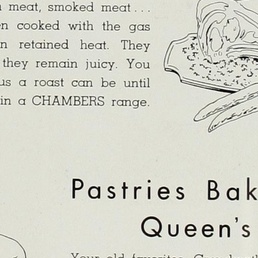 meat, smoked meat...
n cooked with the gas
n retained heat. They
they remain juicy. You
us a roast can be until
in a CHAMBERS range.
Pastries Bak
Queen's